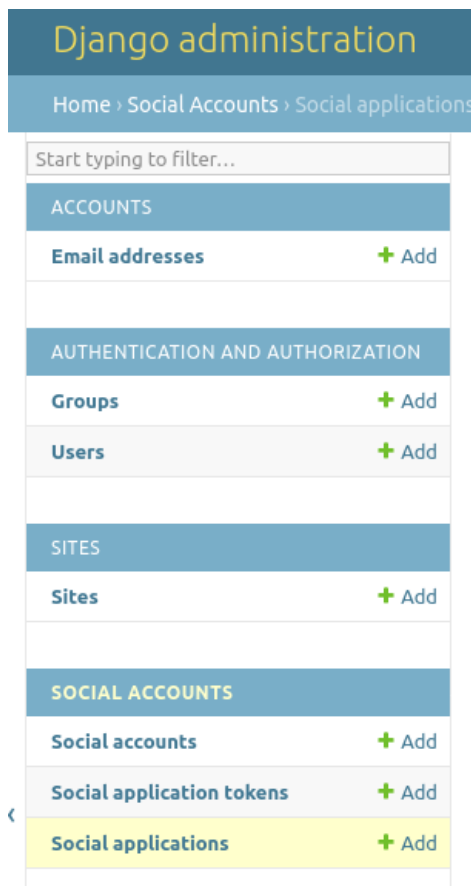 Django administration
Home › Social Accounts › Social applications
Start typing to filter…
ACCOUNTS
Email addresses + Add
AUTHENTICATION AND AUTHORIZATION
Groups + Add
Users + Add
SITES
Sites + Add
SOCIAL ACCOUNTS
Social accounts + Add
Social application tokens + Add
Social applications + Add